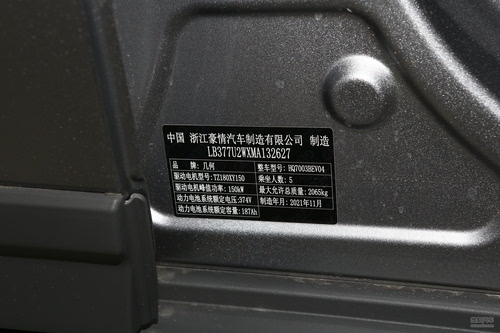 中国 浙江豪情汽车制造有限公司 制造
LB377U2WXMA132627
品 牌：几何 整车型号：HQ7003BEV04
驱动电机型号：TZ180XY150 乘坐人数：5
驱动电机峰值功率：150kW 最大允许总质量：2065kg
动力电池系统额定电压：374V 制造年月：2021年11月
动力电池系统额定容量：187Ah